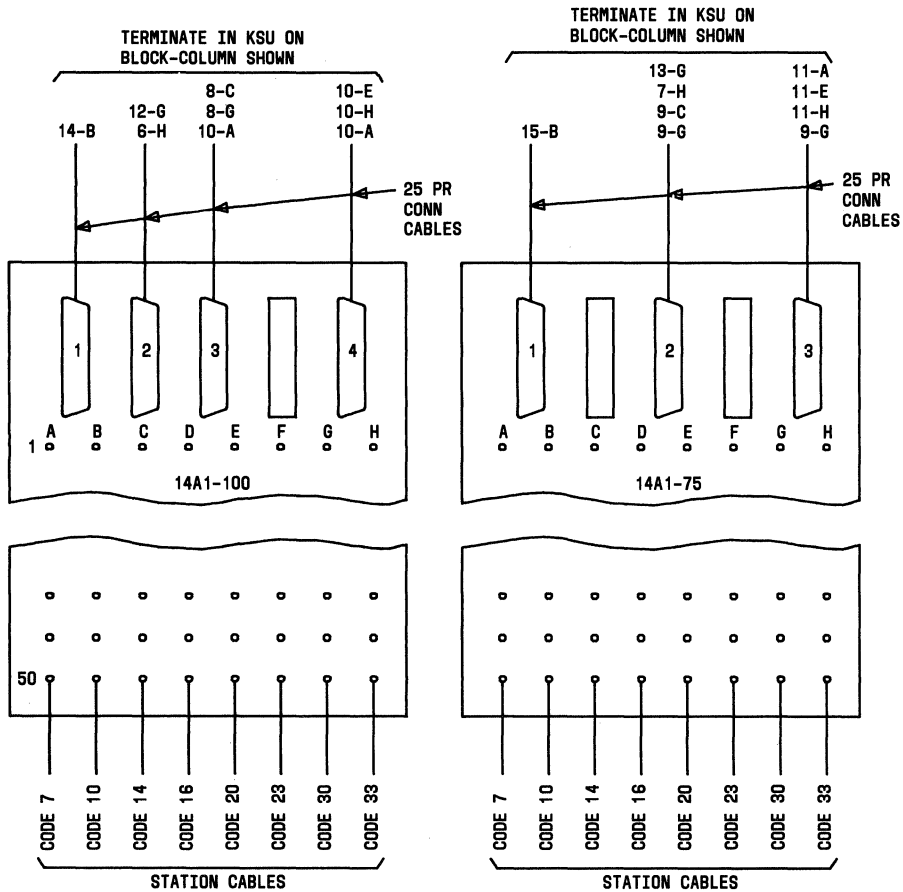 TERMINATE IN KSU ON
BLOCK-COLUMN SHOWN
8-C 10-E
12-G 8-G 10-H
14-B 6-H 10-A 10-A
25 PR
CONN
CABLES
1 2 3 4
A B C D E F G H
1
14A1-100
50
CODE 7 CODE 10 CODE 14 CODE 16 CODE 20 CODE 23 CODE 30 CODE 33
STATION CABLES
TERMINATE IN KSU ON
BLOCK-COLUMN SHOWN
13-G 11-A
7-H 11-E
9-C 11-H
15-B 9-G 9-G
25 PR
CONN
CABLES
1 2 3
A B C D E F G H
14A1-75
CODE 7 CODE 10 CODE 14 CODE 16 CODE 20 CODE 23 CODE 30 CODE 33
STATION CABLES